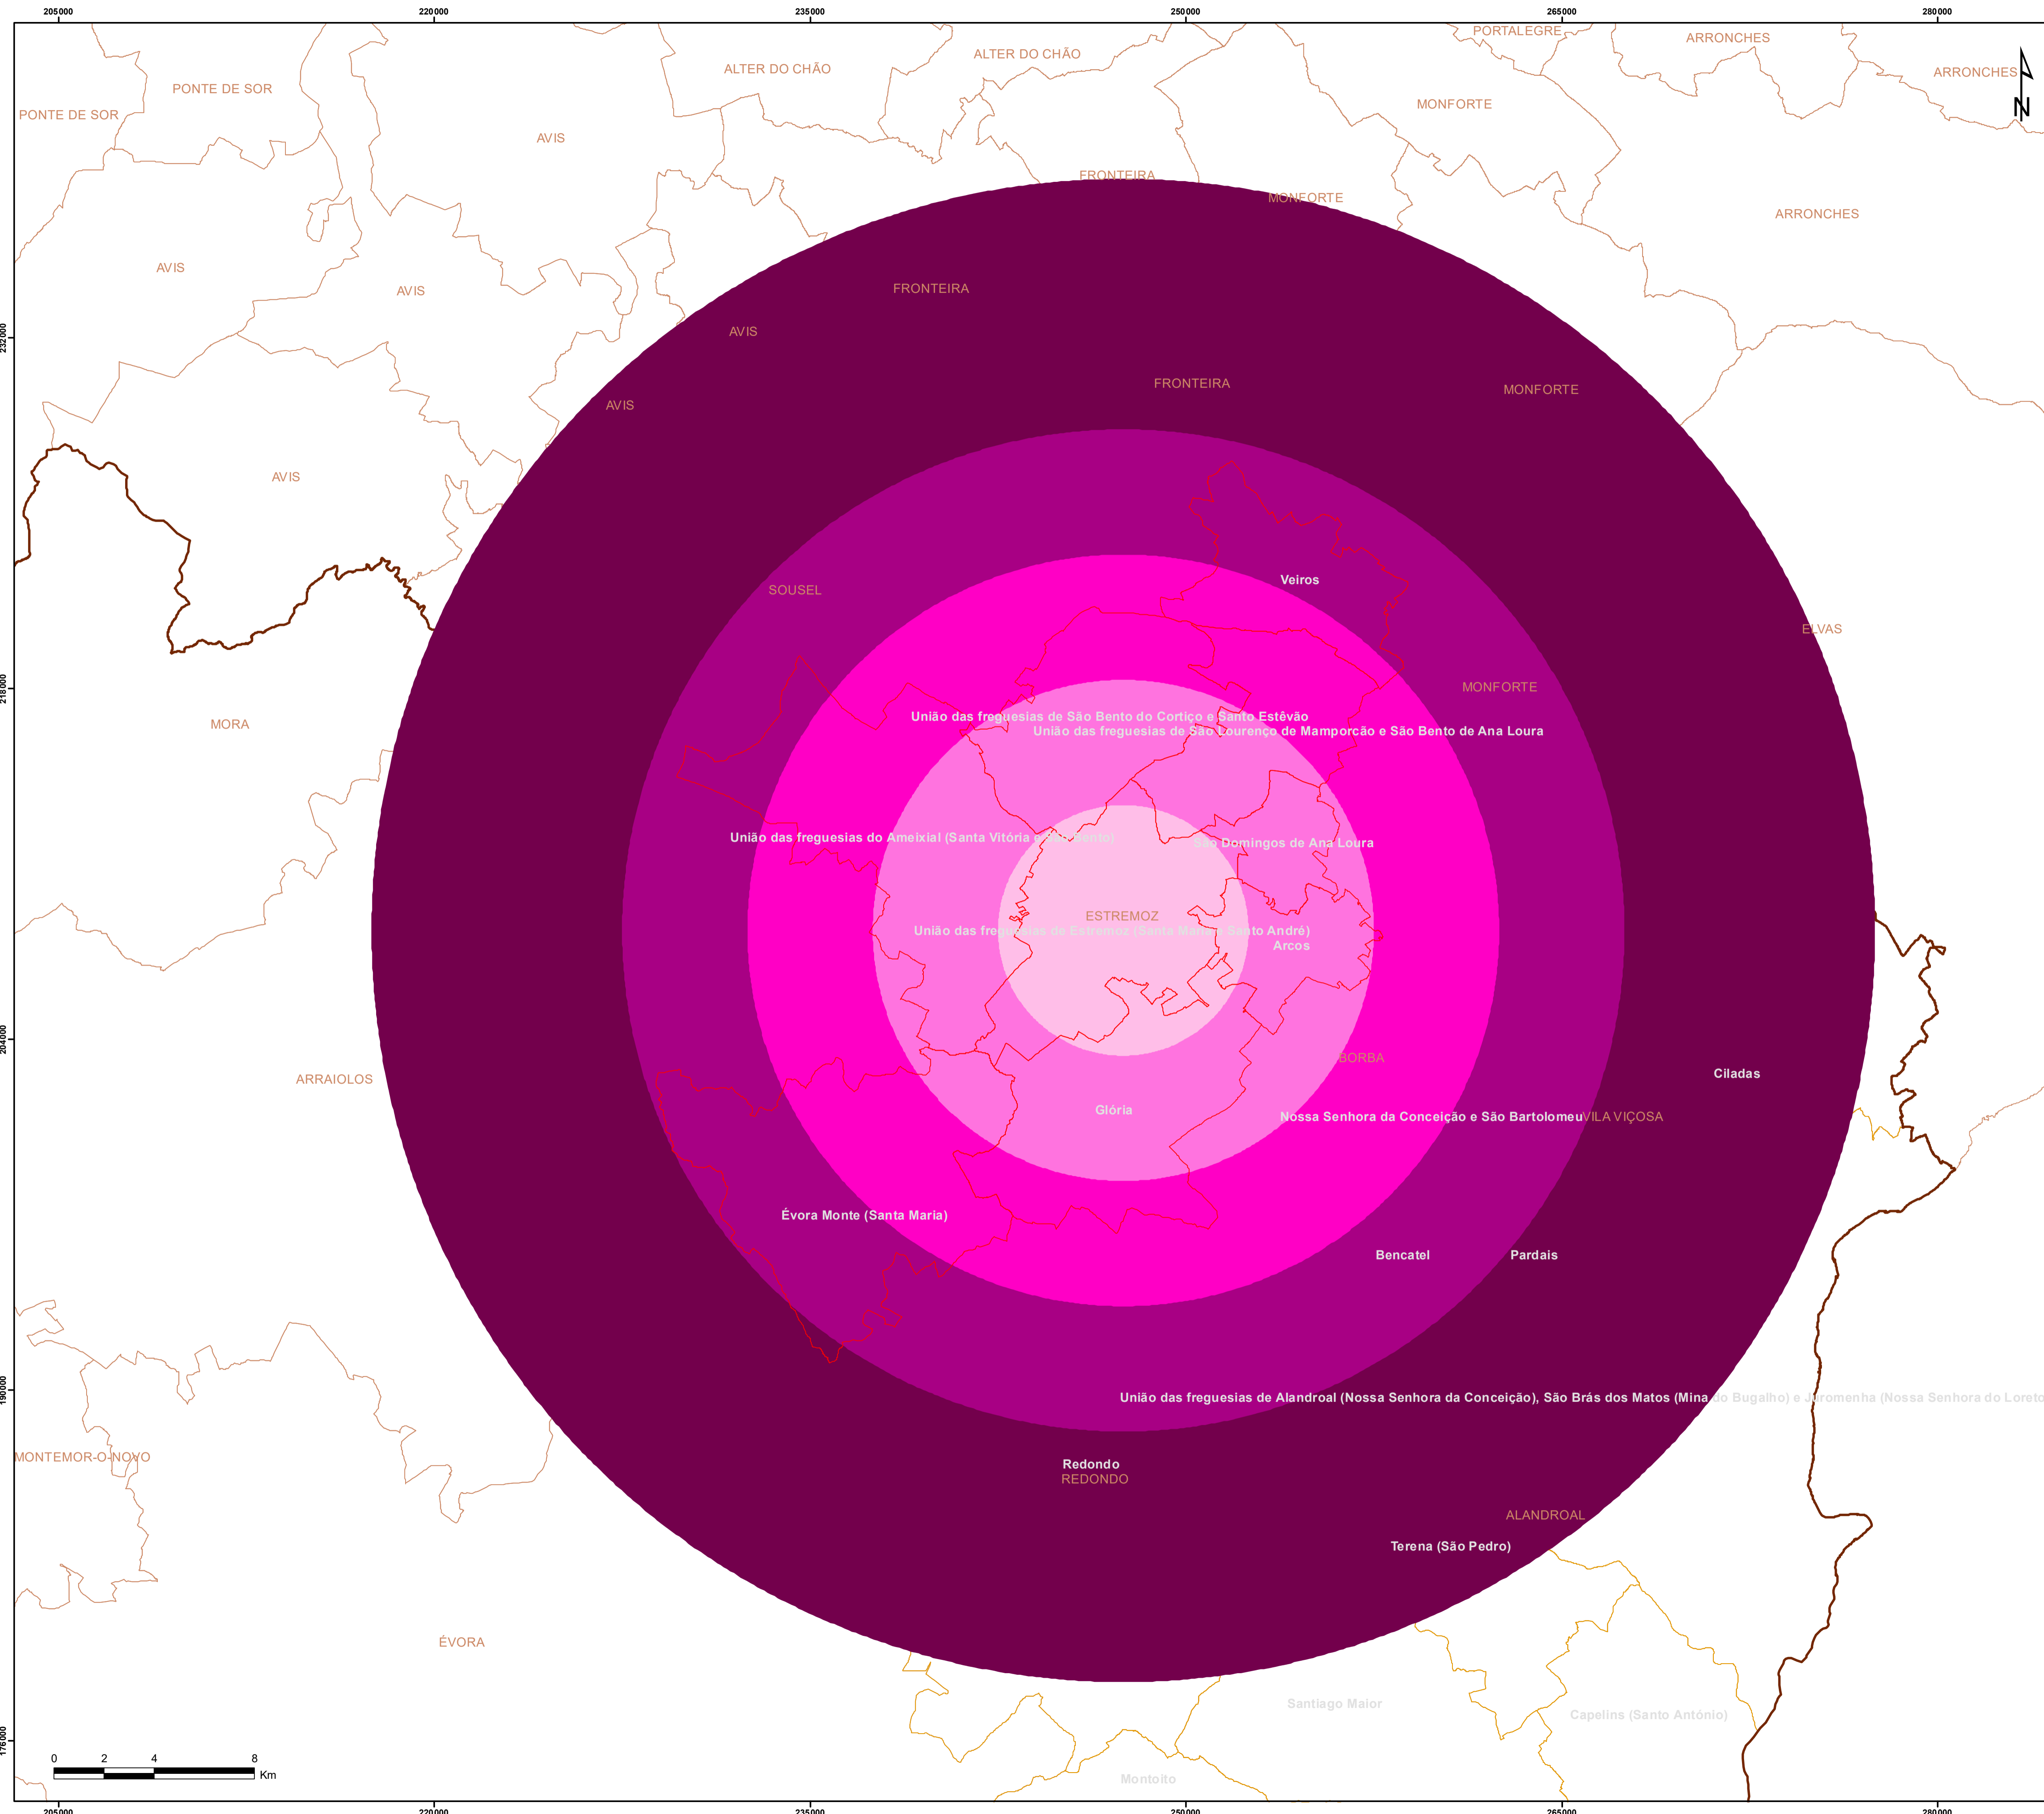 205000 220000 235000 250000 265000 280000
PORTALEGRE
ARRONCHES
ALTER DO CHÃO
ALTER DO CHÃO
ARRONCHES
PONTE DE SOR
MONFORTE
N
PONTE DE SOR
AVIS
FRONTEIRA
MONFORTE
ARRONCHES
AVIS
FRONTEIRA
AVIS
AVIS
232000
FRONTEIRA
MONFORTE
AVIS
AVIS
Veiros
SOUSEL
ELVAS
218000
MONFORTE
União das freguesias de São Bento do Cortiço e Santo Estêvão
MORA
União das freguesias de São Lourenço de Mamporcão e São Bento de Ana Loura
União das freguesias do Ameixial (Santa Vitória e São Bento)
São Domingos de Ana Loura
ESTREMOZ
União das freguesias de Estremoz (Santa Maria e Santo André)
Arcos
204000
BORBA
Ciladas
ARRAIOLOS
Glória
Nossa Senhora da Conceição e São Bartolomeu
VILA VIÇOSA
Évora Monte (Santa Maria)
Bencatel
Pardais
190000
União das freguesias de Alandroal (Nossa Senhora da Conceição), São Brás dos Matos (Mina do Bugalho) e Juromenha (Nossa Senhora do Loreto
MONTEMOR-O-NOVO
Redondo
REDONDO
ALANDROAL
Terena (São Pedro)
ÉVORA
Santiago Maior
Capelins (Santo António)
176000
0 2 4 8
Km
Montoito
205000 220000 235000 250000 265000 280000